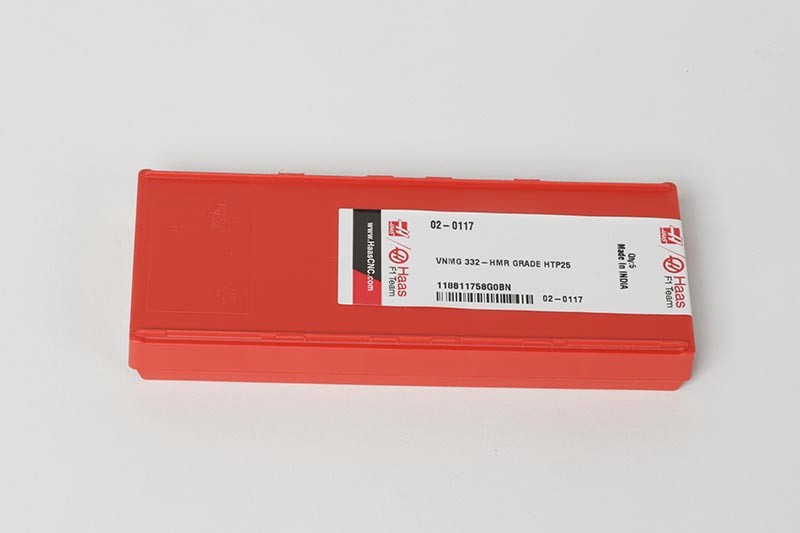 www.HaasCNC.com
Haas
F1 Team
02-0117
VNMG 332-HMR GRADE HTP25
118811758G0BN
02-0117
Qty:5
Made In INDIA
Haas
F1 Team